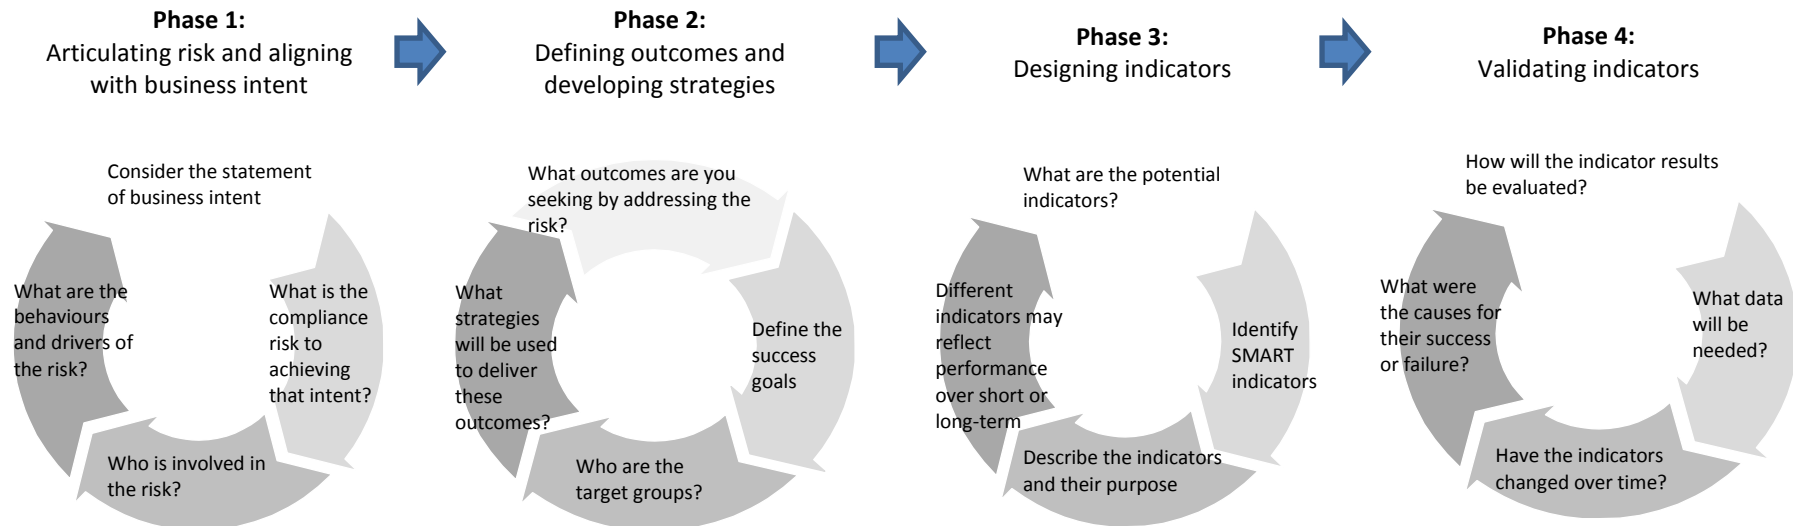 Phase 1:
Articulating risk and aligning
with business intent
Phase 2:
Defining outcomes and
developing strategies
Phase 3:
Designing indicators
Phase 4:
Validating indicators
Consider the statement
of business intent
What is the
compliance
risk to
achieving
that intent?
Who is involved in
the risk?
What are the
behaviours
and drivers of
the risk?
What outcomes are you
seeking by addressing the
risk?
Define the
success
goals
Who are the
target groups?
What
strategies
will be used
to deliver
these
outcomes?
What are the potential
indicators?
Identify
SMART
indicators
Describe the indicators
and their purpose
Different
indicators may
reflect
performance
over short or
long-term
How will the indicator results
be evaluated?
What data
will be
needed?
Have the indicators
changed over time?
What were
the causes for
their success
or failure?